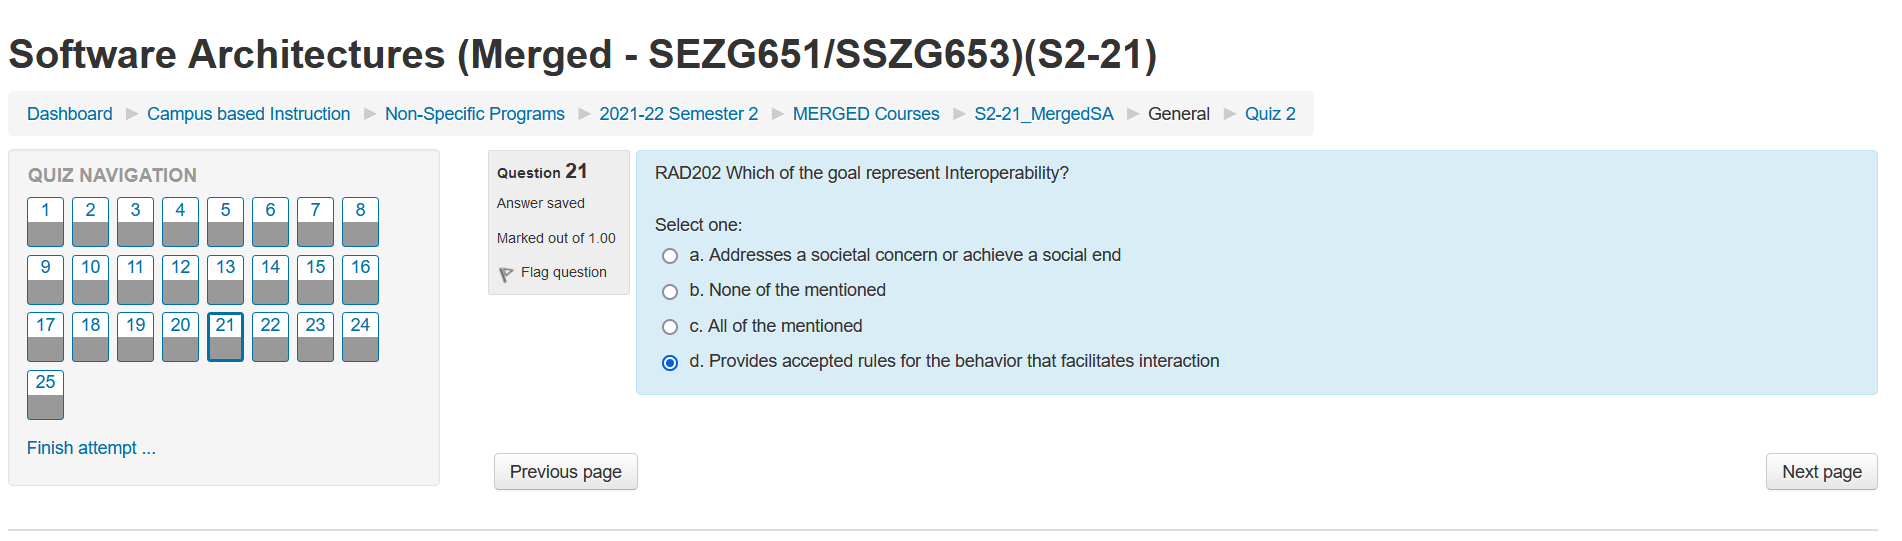 Software Architectures (Merged - SEZG651/SSZG653)(S2-21)
Dashboard Campus based Instruction Non-Specific Programs 2021-22 Semester 2 MERGED Courses S2-21_MergedSA General Quiz 2
QUIZ NAVIGATION
1 2 3 4 5 6 7 8
9 10 11 12 13 14 15 16
17 18 19 20 21 22 23 24
25
Finish attempt ...
Question 21
Answer saved
Marked out of 1.00
Flag question
RAD202 Which of the goal represent Interoperability?
Select one:
a. Addresses a societal concern or achieve a social end
b. None of the mentioned
c. All of the mentioned
d. Provides accepted rules for the behavior that facilitates interaction
Previous page
Next page